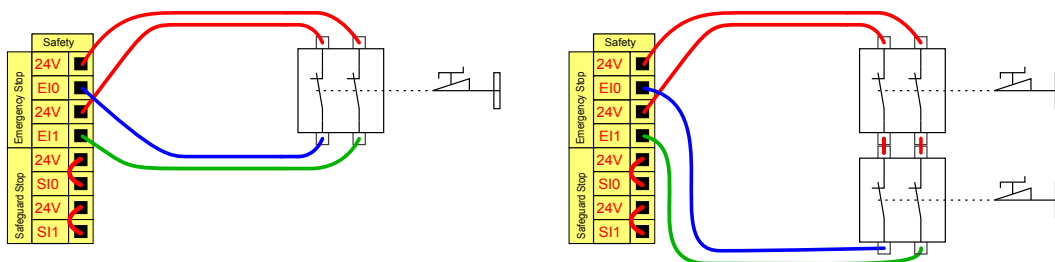 Safety
Emergency Stop
24V
EI0
24V
EI1
Safeguard Stop
24V
SI0
24V
SI1
Safety
Emergency Stop
24V
EI0
24V
EI1
Safeguard Stop
24V
SI0
24V
SI1